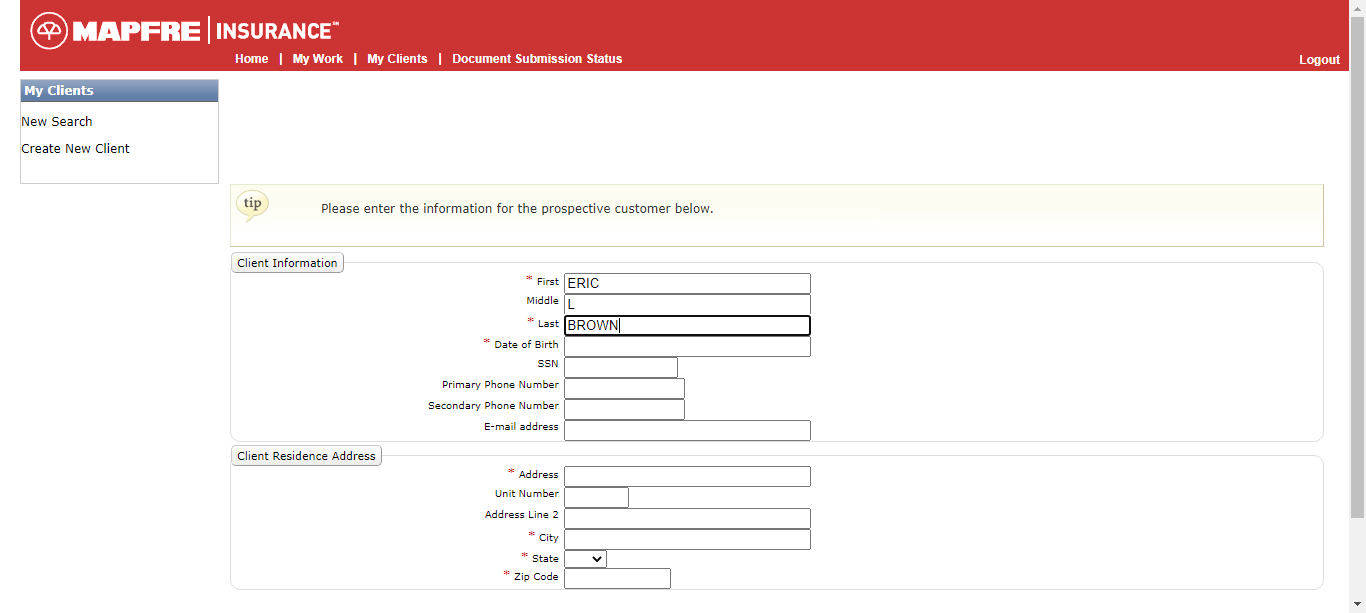 MAPFRE | INSURANCE℠
Home | My Work | My Clients | Document Submission Status
Logout
My Clients
New Search
Create New Client
tip
Please enter the information for the prospective customer below.
Client Information
* First ERIC
Middle L
* Last BROWN
* Date of Birth
SSN
Primary Phone Number
Secondary Phone Number
E-mail address
Client Residence Address
* Address
Unit Number
Address Line 2
* City
* State
* Zip Code